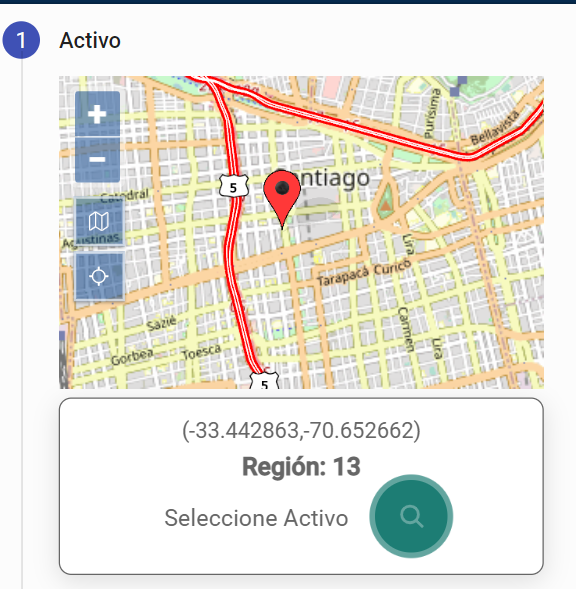 1 Activo
Purísima
Bellavista
+
−
5
ntiago
Catedral
Agustinas
Lira
Tarapacá Curicó
Sazié
Carmen
Gorbea
Toesca
Lira
5
(-33.442863,-70.652662)
Región: 13
Seleccione Activo